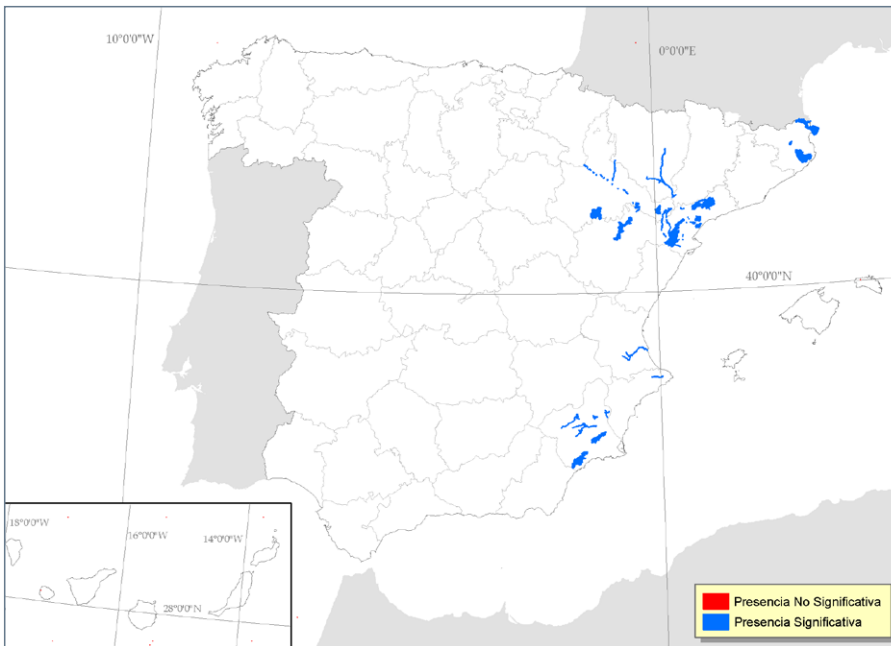 10°0'0"W
0°0'0"E
40°0'0"N
18°0'0"W
16°0'0"W
14°0'0"W
28°0'0"N
Presencia No Significativa
Presencia Significativa